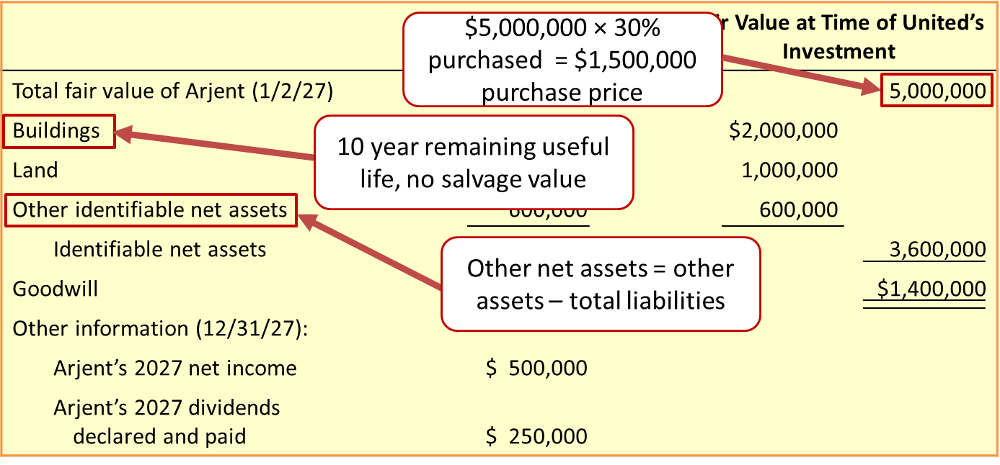 $5,000,000 × 30%
purchased = $1,500,000
purchase price
Value at Time of United’s
Investment
Total fair value of Arjent (1/2/27) 5,000,000
Buildings $2,000,000
10 year remaining useful
life, no salvage value
Land 1,000,000
Other identifiable net assets 600,000 600,000
Identifiable net assets 3,600,000
Other net assets = other
assets – total liabilities
Goodwill $1,400,000
Other information (12/31/27):
Arjent’s 2027 net income $ 500,000
Arjent’s 2027 dividends
declared and paid $ 250,000